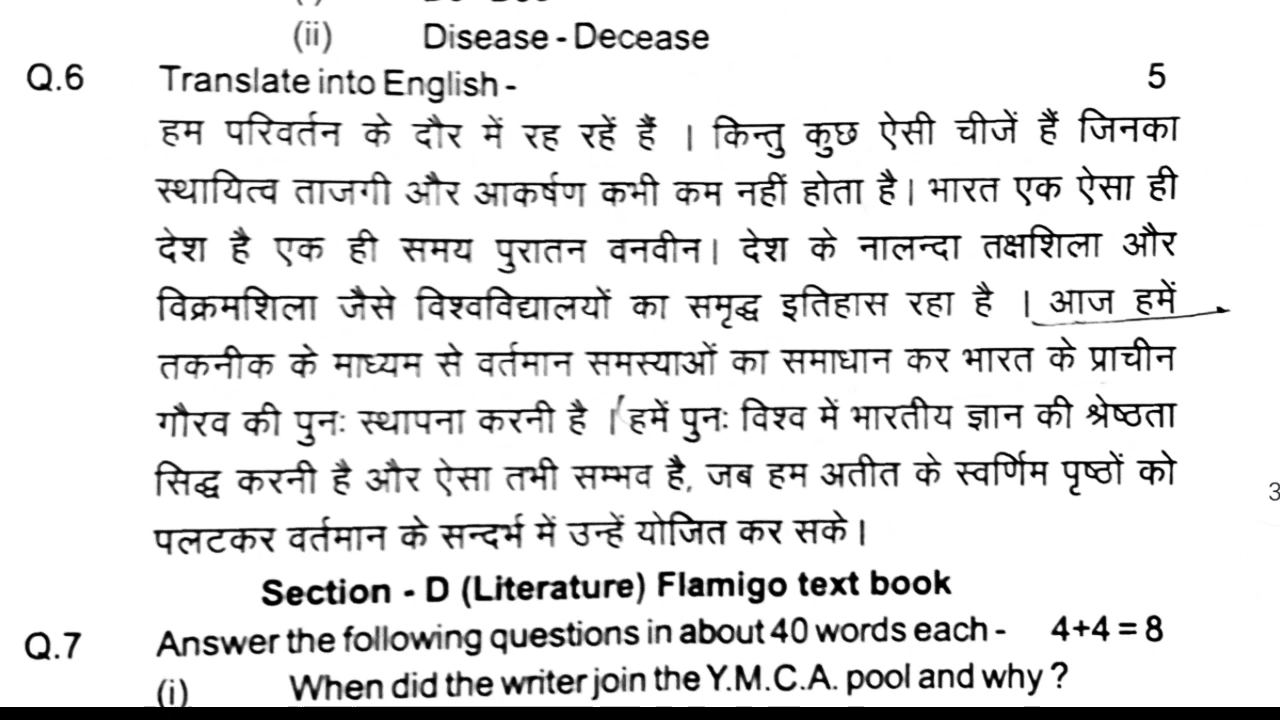 (ii) Disease - Decease
Q.6 Translate into English - 5
हम परिवर्तन के दौर में रह रहें हैं । किन्तु कुछ ऐसी चीजें हैं जिनका
स्थायित्व ताजगी और आकर्षण कभी कम नहीं होता है। भारत एक ऐसा ही
देश है एक ही समय पुरातन वनवीन। देश के नालन्दा तक्षशिला और
विक्रमशिला जैसे विश्वविद्यालयों का समृद्ध इतिहास रहा है । आज हमें
तकनीक के माध्यम से वर्तमान समस्याओं का समाधान कर भारत के प्राचीन
गौरव की पुनः स्थापना करनी है । हमें पुनः विश्व में भारतीय ज्ञान की श्रेष्ठता
सिद्ध करनी है और ऐसा तभी सम्भव है, जब हम अतीत के स्वर्णिम पृष्ठों को
3
पलटकर वर्तमान के सन्दर्भ में उन्हें योजित कर सके।
Section - D (Literature) Flamigo text book
Q.7 Answer the following questions in about 40 words each - 4+4 = 8
(i) When did the writer join the Y.M.C.A. pool and why ?